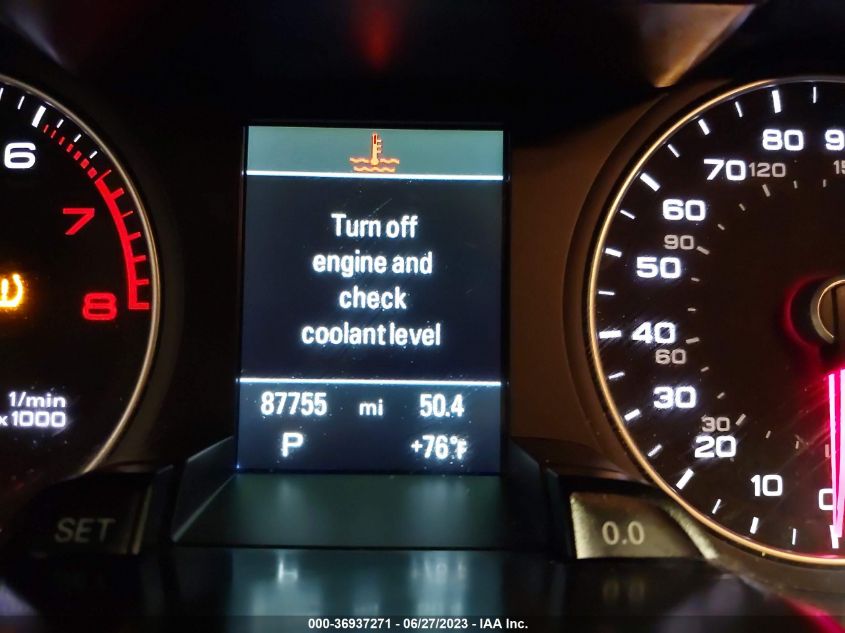 6
7
8
1/min
x 1000
SET
Turn off
engine and
check
coolant level
87755 mi 50.4
P +76°F
80
70 120
60
90
50
40
60
30
30
20
10
0
0.0
000-36937271 - 06/27/2023 - IAA Inc.